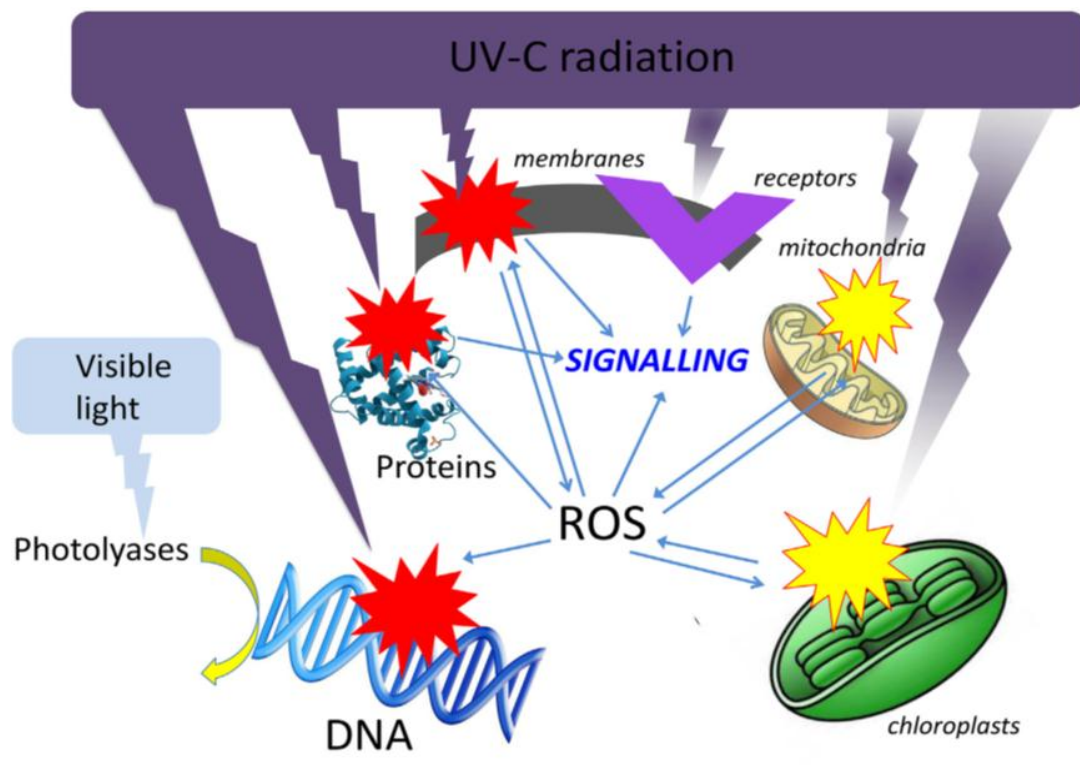 UV-C radiation
membranes
receptors
mitochondria
Visible
light
SIGNALLING
Proteins
ROS
Photolyases
DNA
chloroplasts